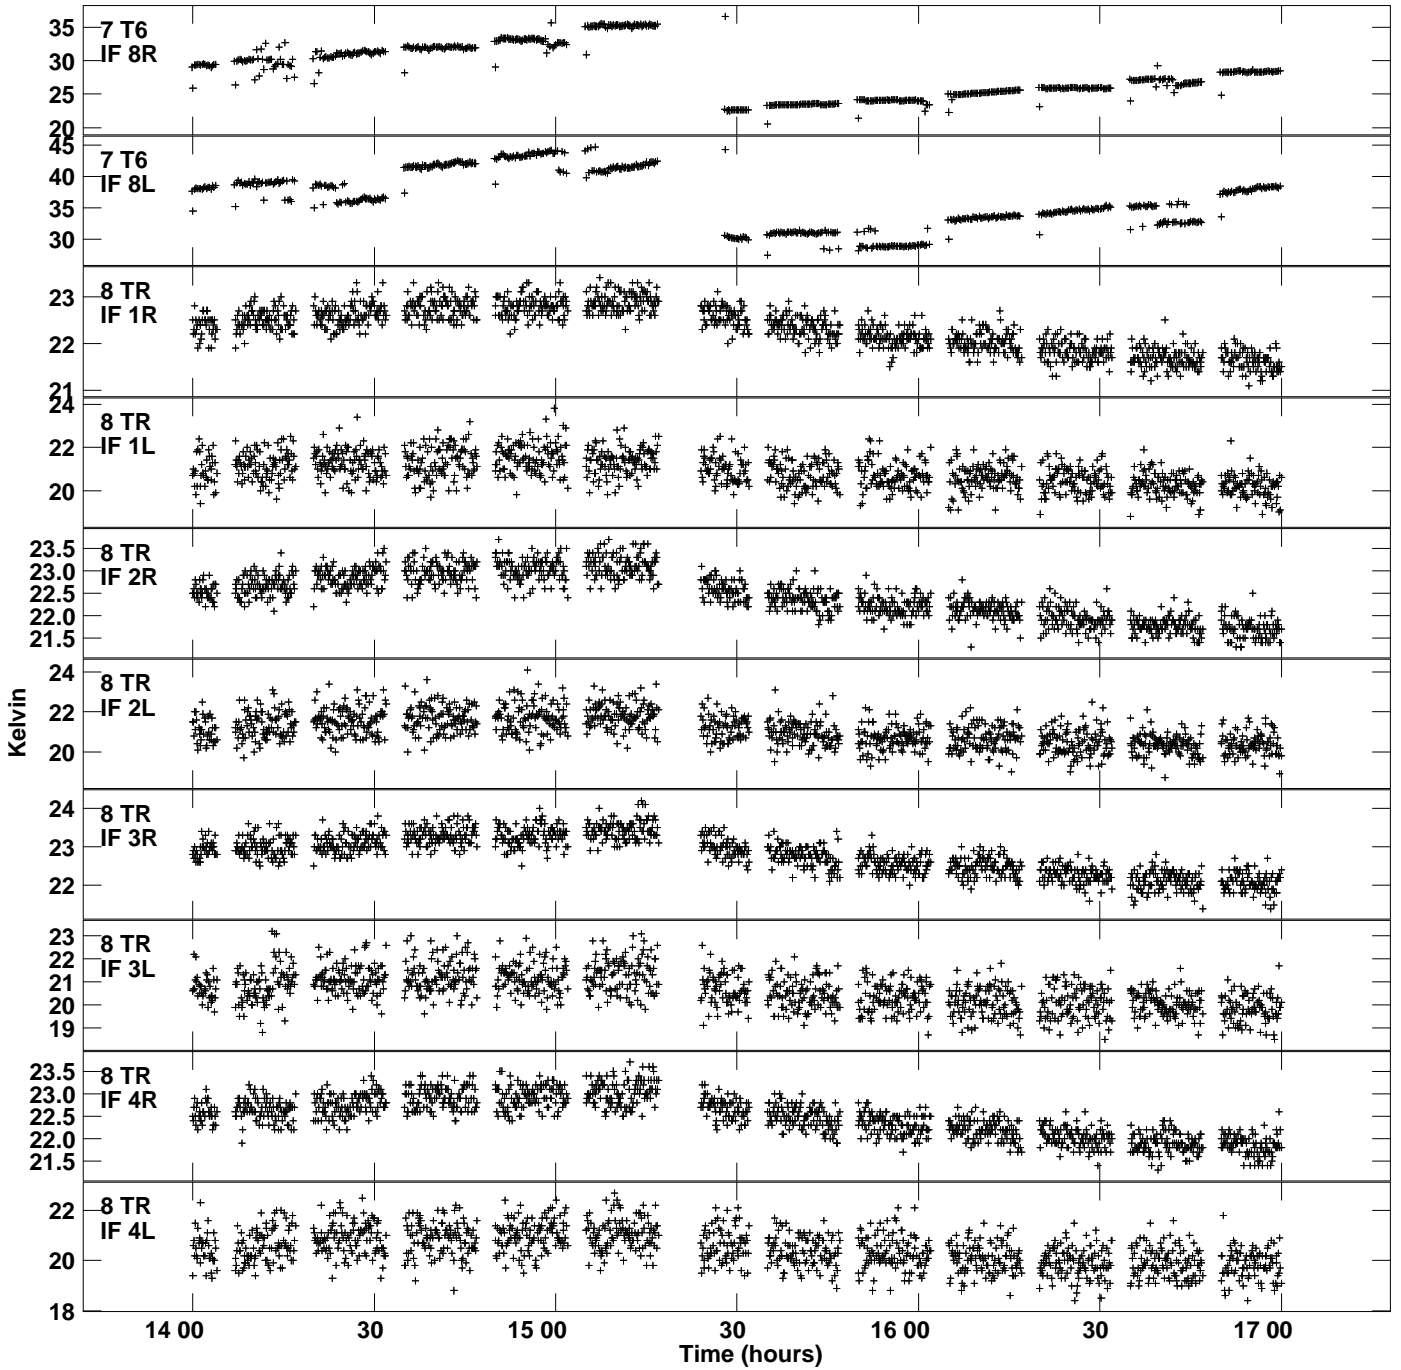 7 T6
IF 8R
35
30
25
20
7 T6
IF 8L
45
40
35
30
8 TR
IF 1R
23
22
21
8 TR
IF 1L
24
22
20
8 TR
IF 2R
23.5
23.0
22.5
22.0
21.5
8 TR
IF 2L
24
22
20
8 TR
IF 3R
24
23
22
8 TR
IF 3L
23
22
21
20
19
8 TR
IF 4R
23.5
23.0
22.5
22.0
21.5
8 TR
IF 4L
22
20
18
Kelvin
14 00 30 15 00 30 16 00 30 17 00
Time (hours)